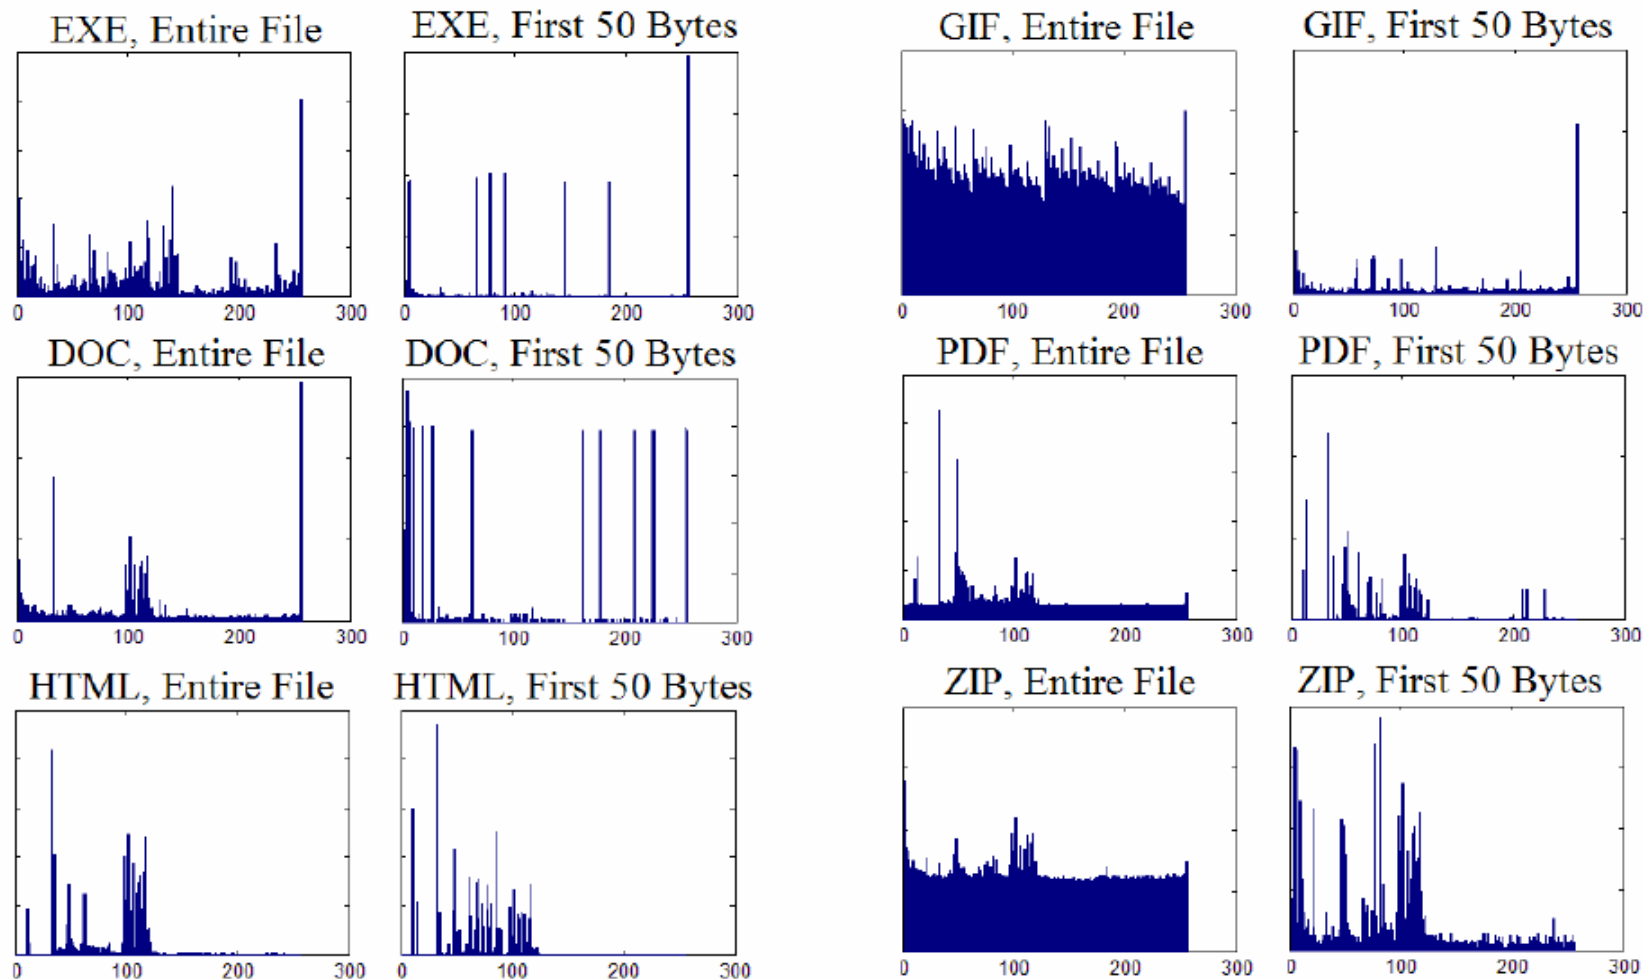 EXE, Entire File
EXE, First 50 Bytes
GIF, Entire File
GIF, First 50 Bytes
0 100 200 300
0 100 200 300
0 100 200 300
0 100 200 300
DOC, Entire File
DOC, First 50 Bytes
PDF, Entire File
PDF, First 50 Bytes
0 100 200 300
0 100 200 300
0 100 200 300
0 100 200 300
HTML, Entire File
HTML, First 50 Bytes
ZIP, Entire File
ZIP, First 50 Bytes
0 100 200 300
0 100 200 300
0 100 200 300
0 100 200 300